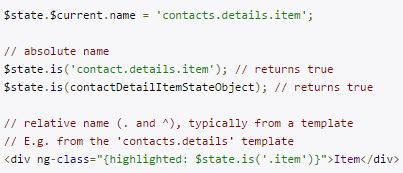 $state.$current.name = 'contacts.details.item';
// absolute name
$state.is('contact.details.item'); // returns true
$state.is(contactDetailItemStateObject); // returns true
// relative name (. and ^), typically from a template
// E.g. from the 'contacts.details' template
<div ng-class="{highlighted: $state.is('.item')}">Item</div>